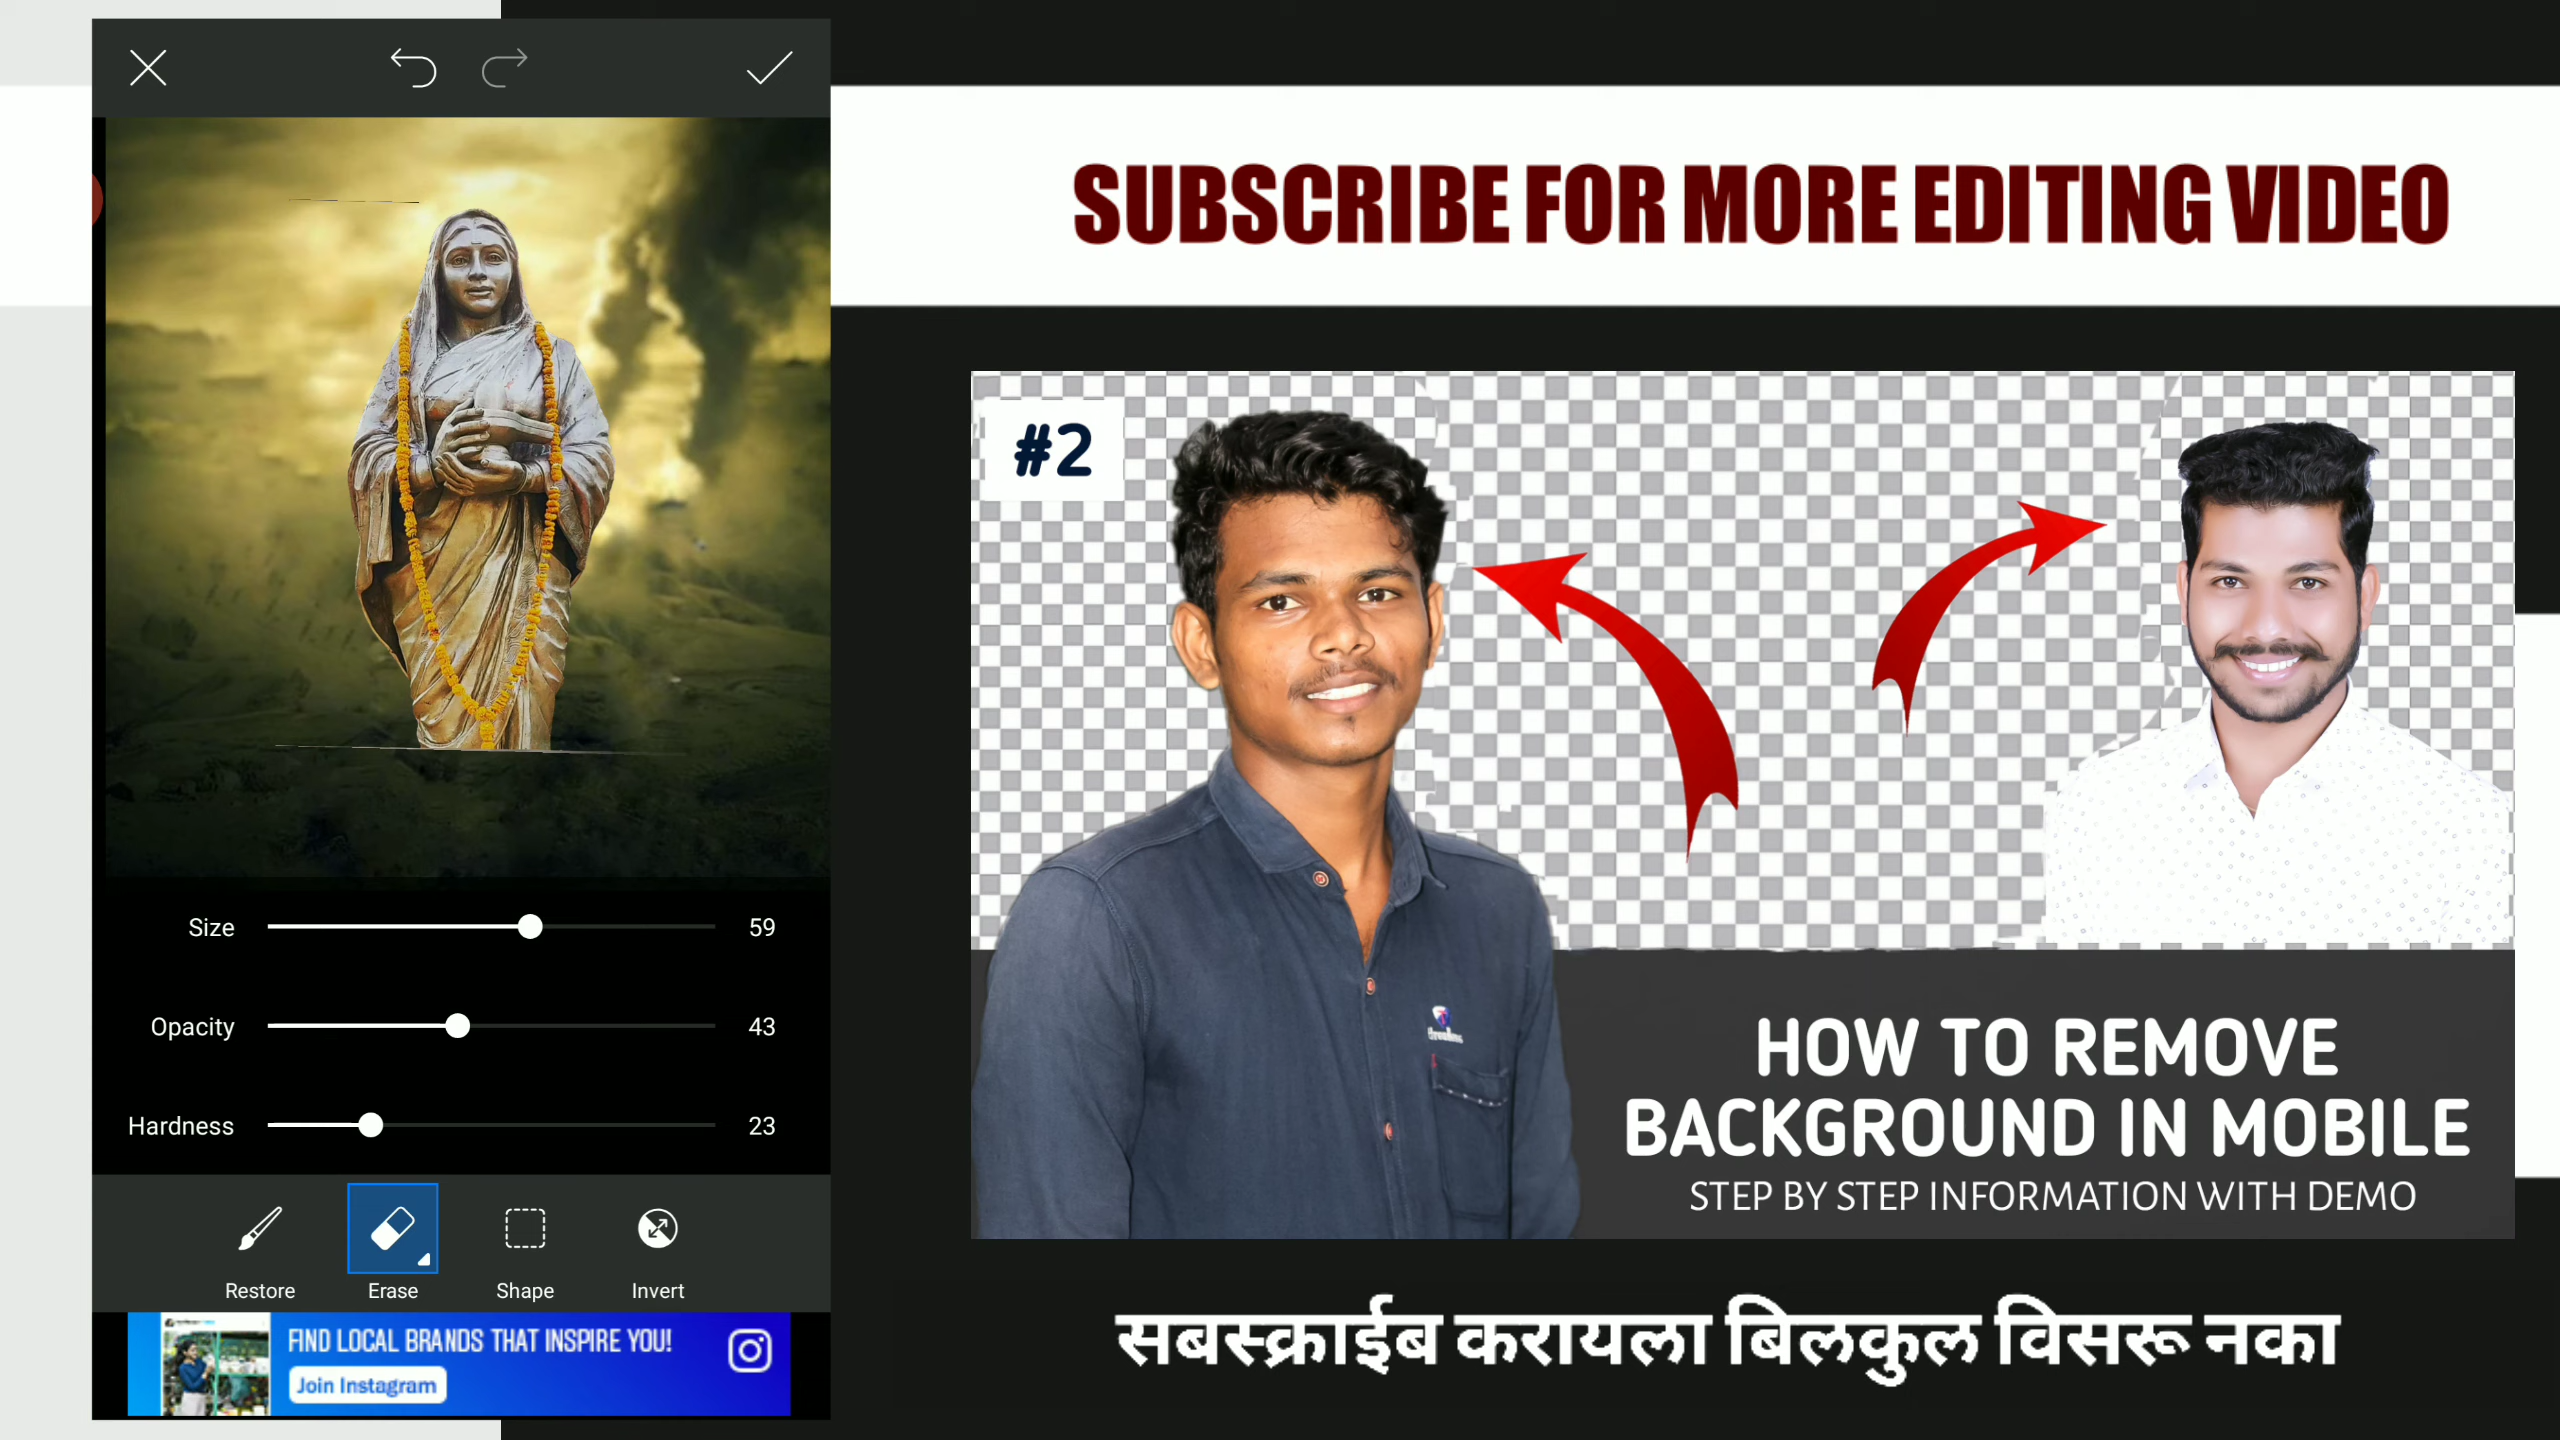 SUBSCRIBE FOR MORE EDITING VIDEO
#2
HOW TO REMOVE
BACKGROUND IN MOBILE
STEP BY STEP INFORMATION WITH DEMO
सबस्क्राईब करायला बिलकुल विसरू नका
Size 59
Opacity 43
Hardness 23
Restore Erase Shape Invert
FIND LOCAL BRANDS THAT INSPIRE YOU!
Join Instagram